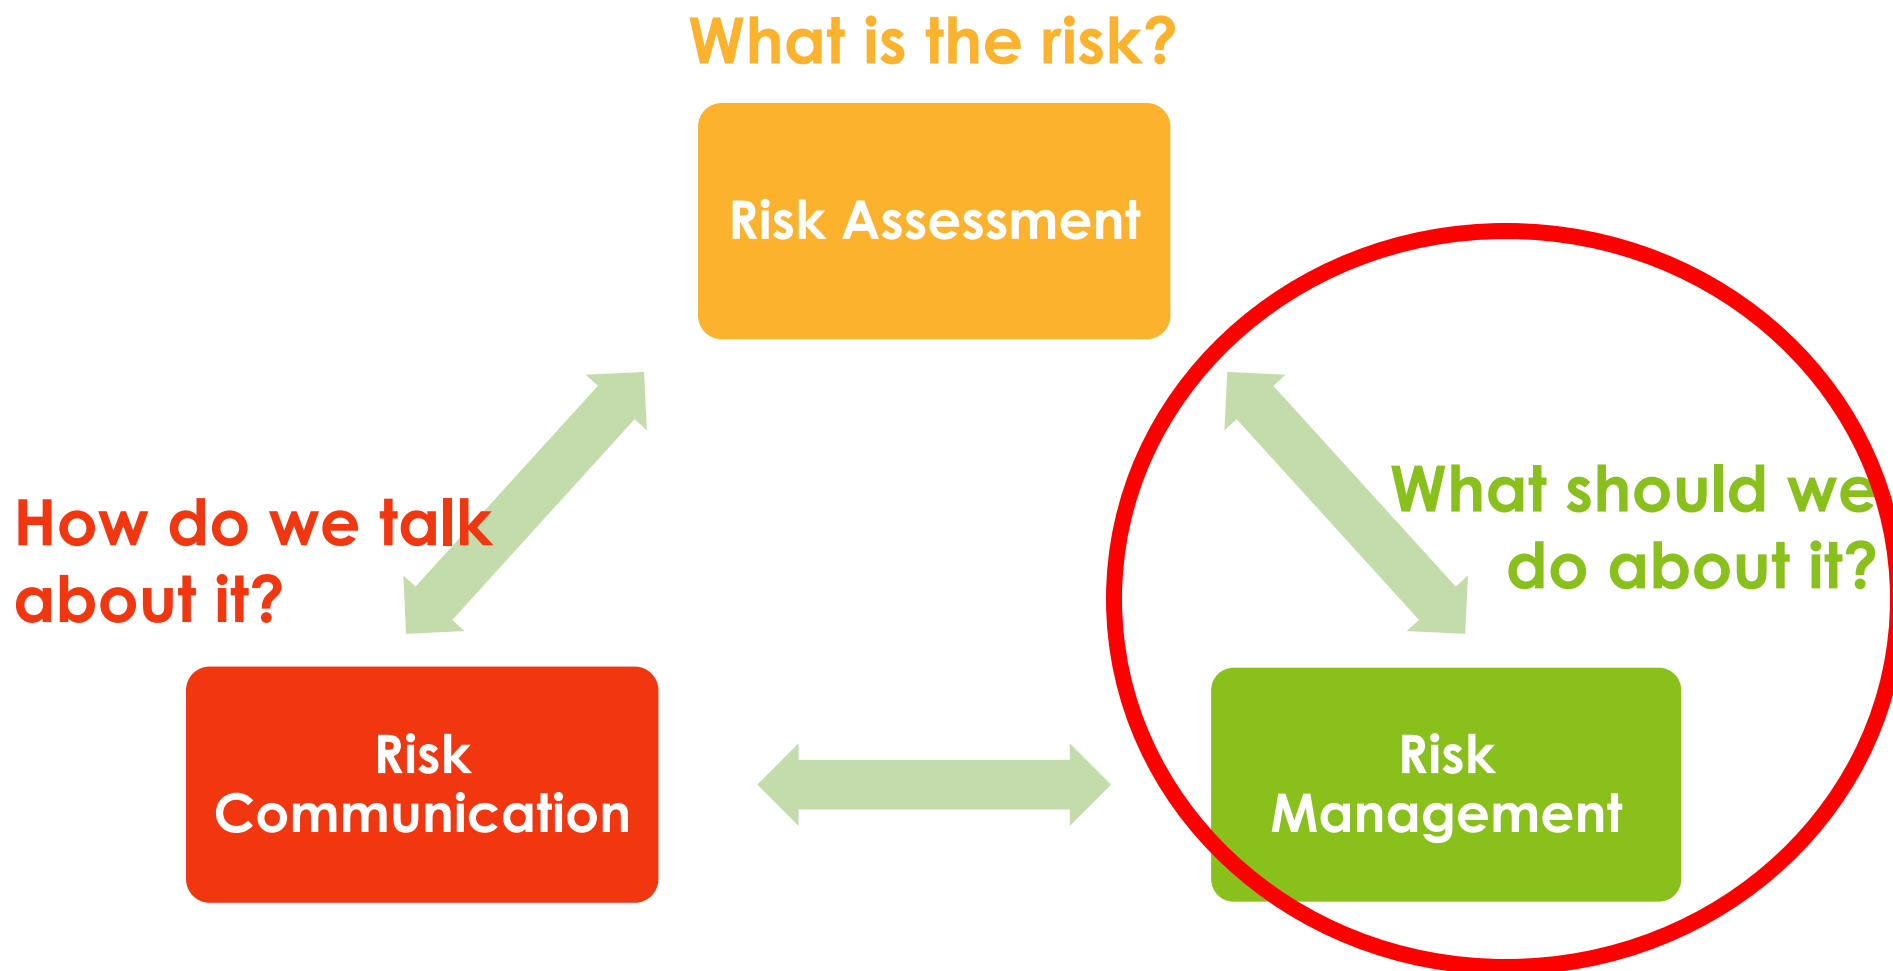 What is the risk?
Risk Assessment
How do we talk
about it?
What should we
do about it?
Risk
Communication
Risk
Management